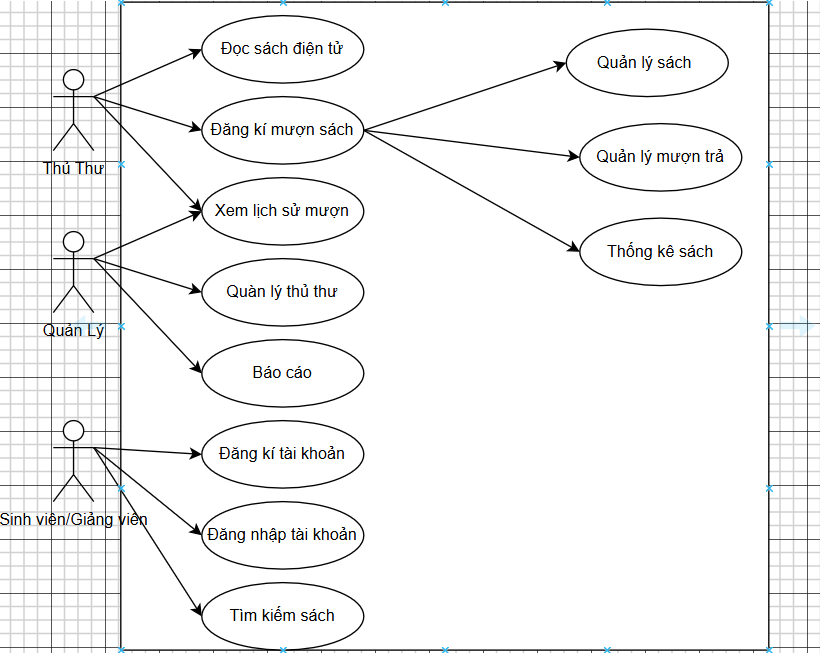 Đọc sách điện tử
Quản lý sách
Đăng kí mượn sách
Quản lý mượn trả
Thủ Thư
Xem lịch sử mượn
Thống kê sách
Quàn lý thủ thư
Quản Lý
Báo cáo
Đăng kí tài khoản
Sinh viên/Giảng viên
Đăng nhập tài khoản
Tìm kiếm sách